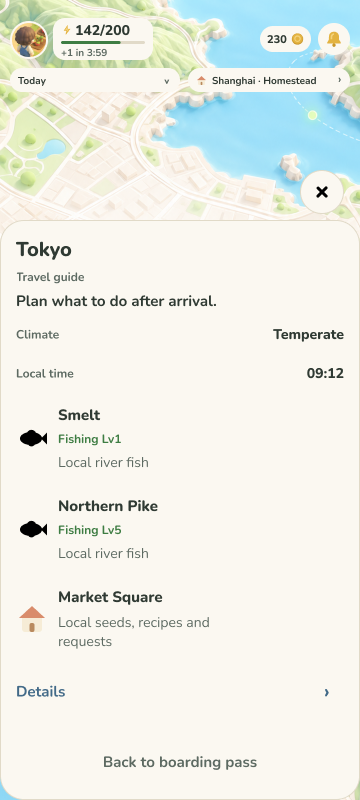 142/200
+1 in 3:59
230
Today
Shanghai · Homestead
Tokyo
Travel guide
Plan what to do after arrival.
Climate
Temperate
Local time
09:12
Smelt
Fishing Lv1
Local river fish
Northern Pike
Fishing Lv5
Local river fish
Market Square
Local seeds, recipes and
requests
Details
Back to boarding pass